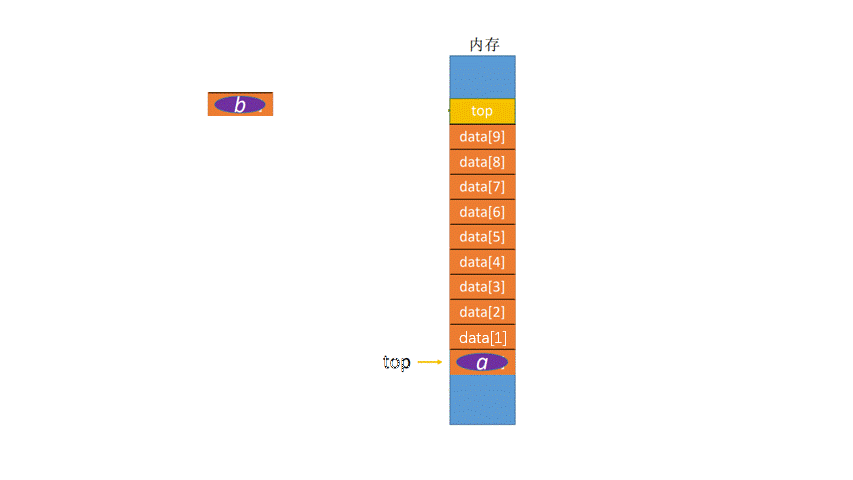 内存
b
top
data[9]
data[8]
data[7]
data[6]
data[5]
data[4]
data[3]
data[2]
data[1]
top
a